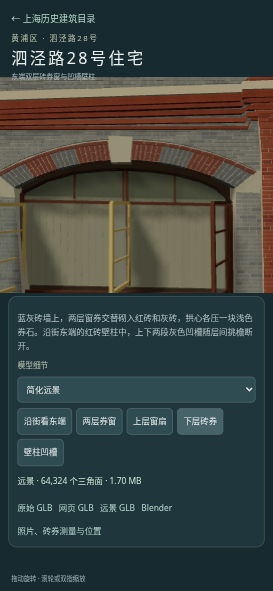 ← 上海历史建筑目录
黄浦区 · 泗泾路28号
泗泾路28号住宅
东端双层砖券窗与凹槽壁柱
蓝灰砖墙上，两层窗券交替砌入红砖和灰砖，拱心各压一块浅色
券石。沿街东端的红砖壁柱中，上下两段灰色凹槽随层间挑檐断
开。
模型细节
简化远景
沿街看东端
两层券窗
上层窗扇
下层砖券
壁柱凹槽
远景 · 64,324 个三角面 · 1.70 MB
原始 GLB 网页 GLB 远景 GLB Blender
照片、砖券测量与位置
拖动旋转 · 滚轮或双指缩放